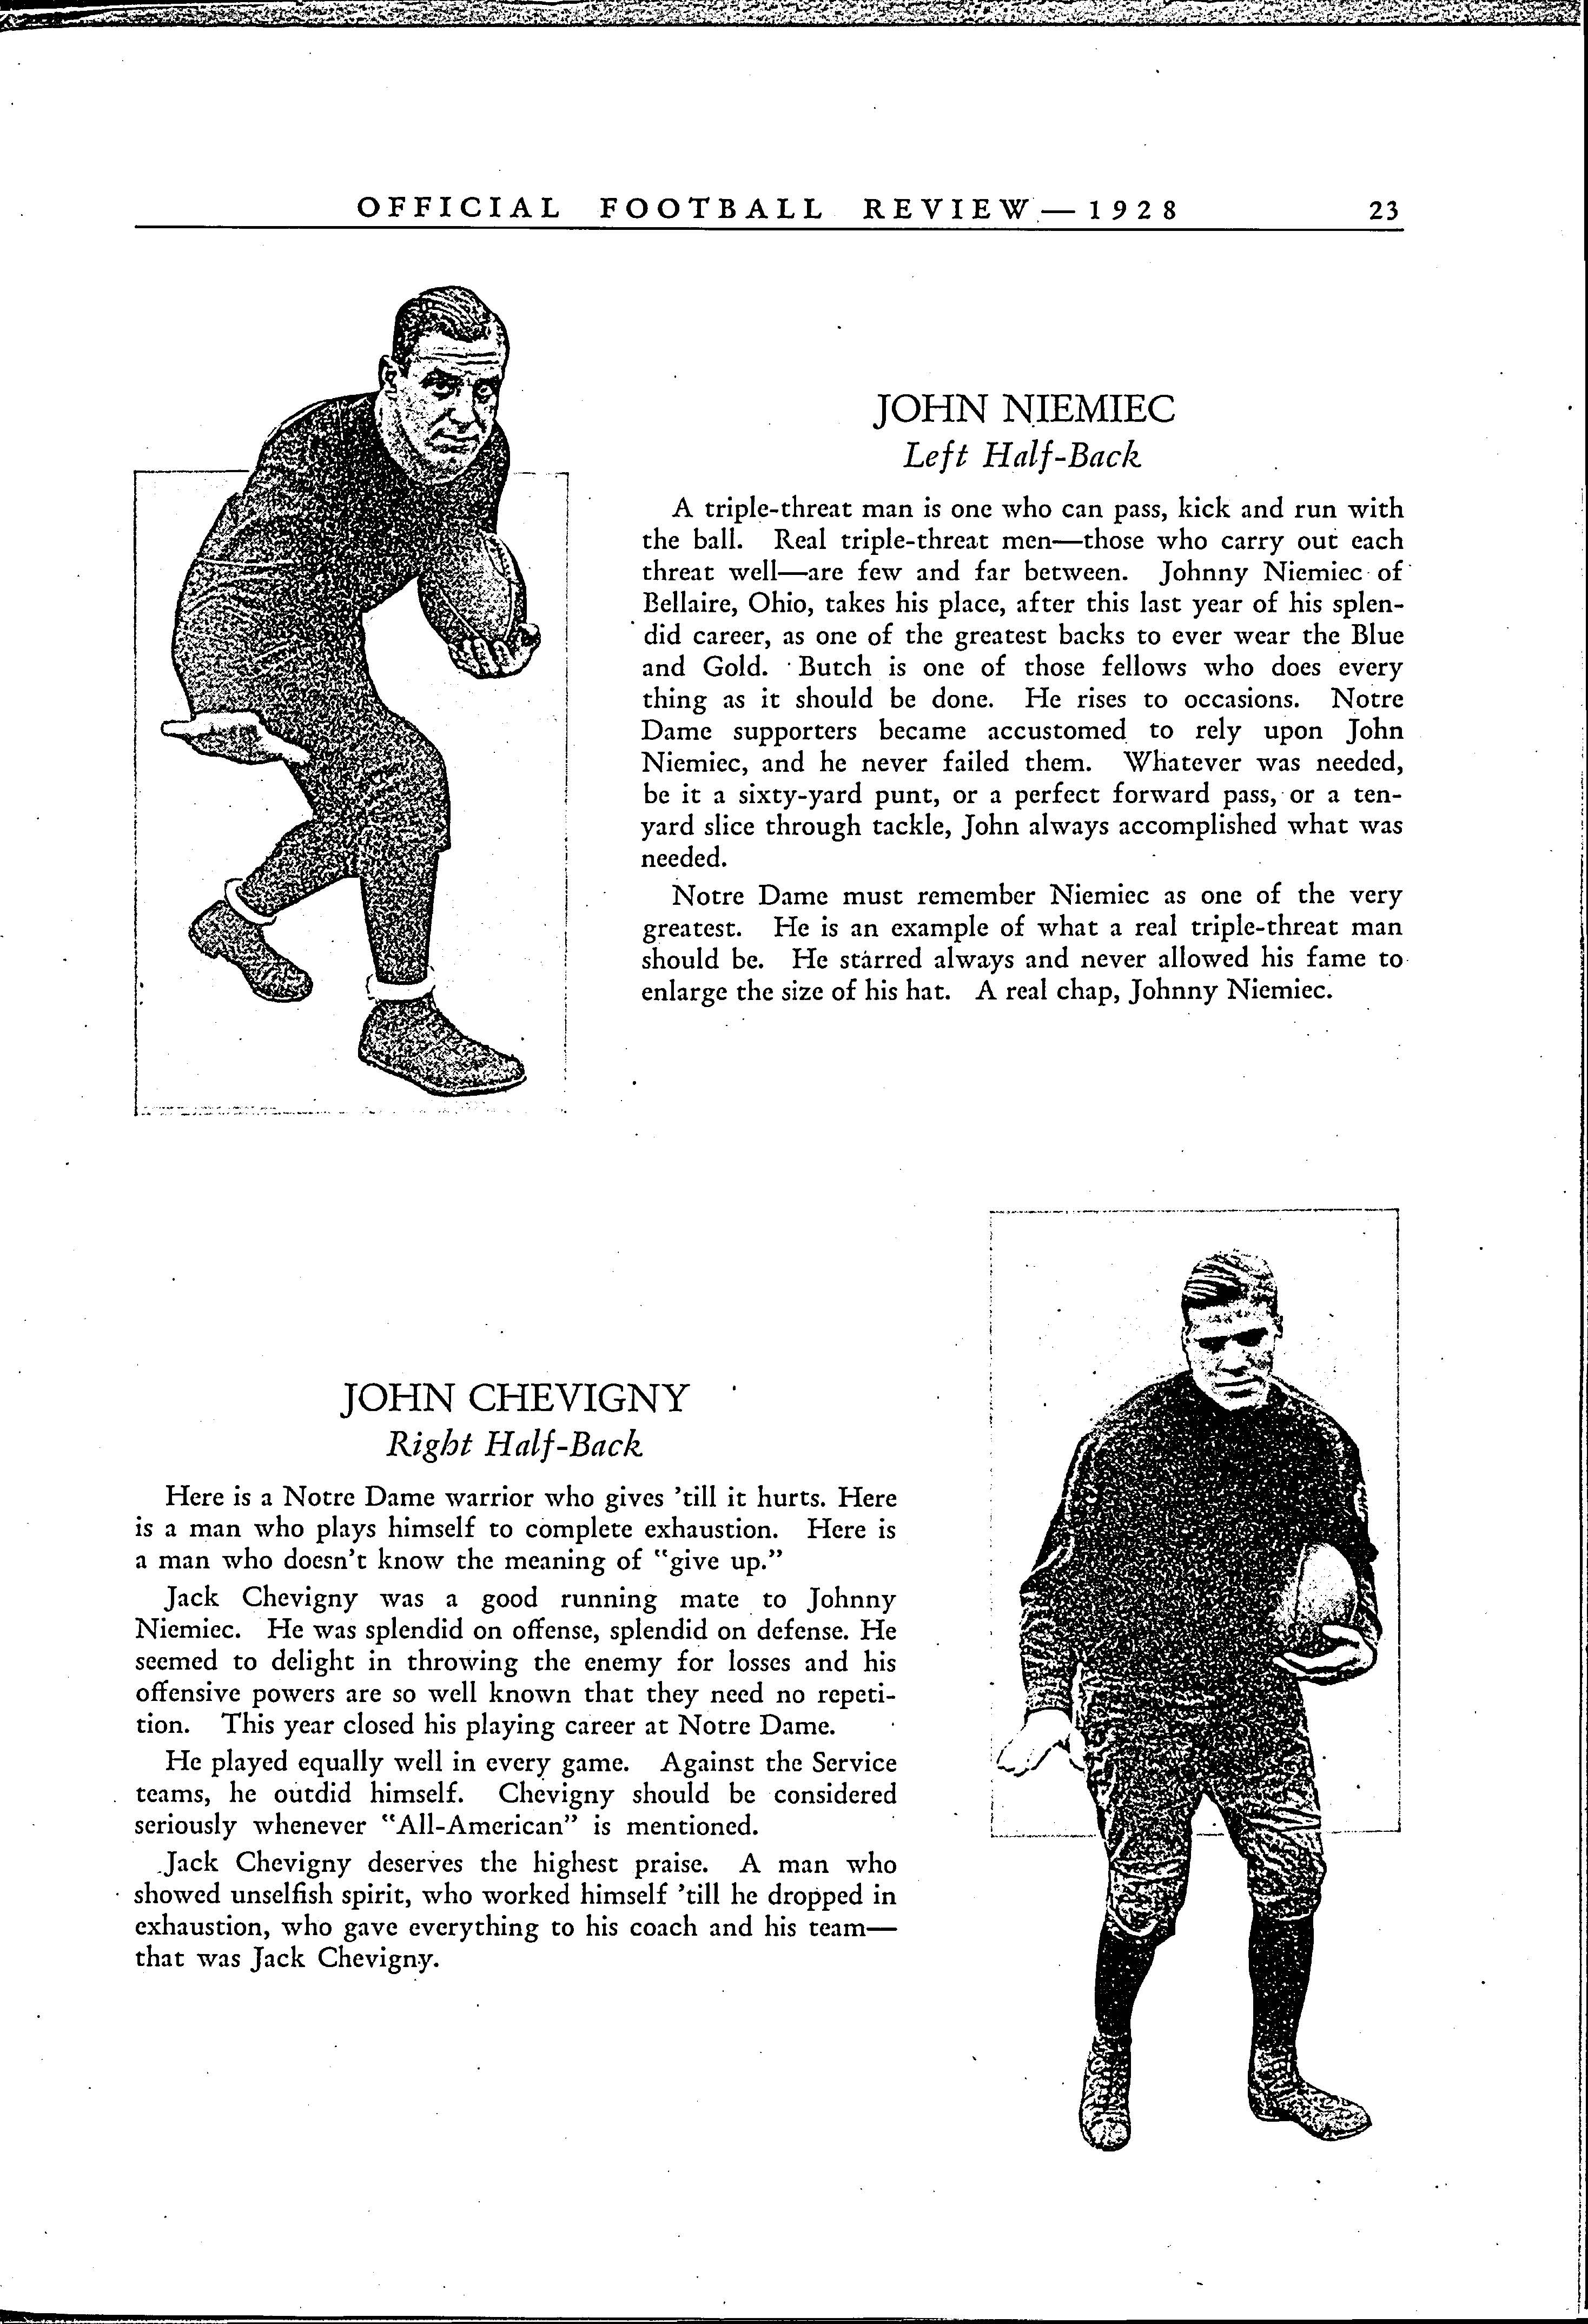 OFFICIAL FOOTBALL REVIEW—1928 23
JOHN NIEMIEC
Left Half-Back
A triple-threat man is one who can pass, kick and run with
the ball. Real triple-threat men—those who carry out each
threat well—are few and far between. Johnny Niemiec of
Bellaire, Ohio, takes his place, after this last year of his splen-
did career, as one of the greatest backs to ever wear the Blue
and Gold. Butch is one of those fellows who does every
thing as it should be done. He rises to occasions. Notre
Dame supporters became accustomed to rely upon John
Niemiec, and he never failed them. Whatever was needed,
be it a sixty-yard punt, or a perfect forward pass, or a ten-
yard slice through tackle, John always accomplished what was
needed.
Notre Dame must remember Niemiec as one of the very
greatest. He is an example of what a real triple-threat man
should be. He starred always and never allowed his fame to
enlarge the size of his hat. A real chap, Johnny Niemiec.
JOHN CHEVIGNY
Right Half-Back
Here is a Notre Dame warrior who gives 'till it hurts. Here
is a man who plays himself to complete exhaustion. Here is
a man who doesn't know the meaning of "give up."
Jack Chevigny was a good running mate to Johnny
Niemiec. He was splendid on offense, splendid on defense. He
seemed to delight in throwing the enemy for losses and his
offensive powers are so well known that they need no repeti-
tion. This year closed his playing career at Notre Dame.
He played equally well in every game. Against the Service
teams, he outdid himself. Chevigny should be considered
seriously whenever "All-American" is mentioned.
Jack Chevigny deserves the highest praise. A man who
showed unselfish spirit, who worked himself 'till he dropped in
exhaustion, who gave everything to his coach and his team—
that was Jack Chevigny.